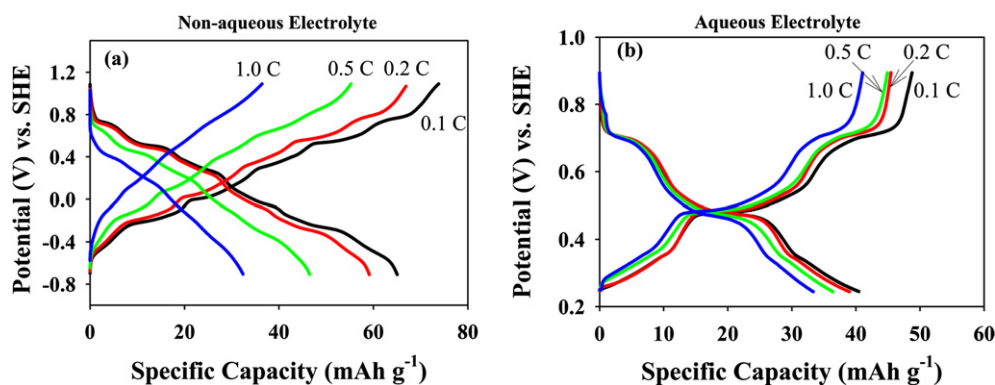 Non-aqueous Electrolyte
(a)
1.0 C
0.5 C
0.2 C
0.1 C
1.2
0.8
0.4
0.0
-0.4
-0.8
Potential (V) vs. SHE
0
20
40
60
80
Specific Capacity (mAh g-1)
Aqueous Electrolyte
(b)
0.5 C
0.2 C
1.0 C
0.1 C
1.0
0.8
0.6
0.4
0.2
Potential (V) vs. SHE
0
10
20
30
40
50
Specific Capacity (mAh g-1)